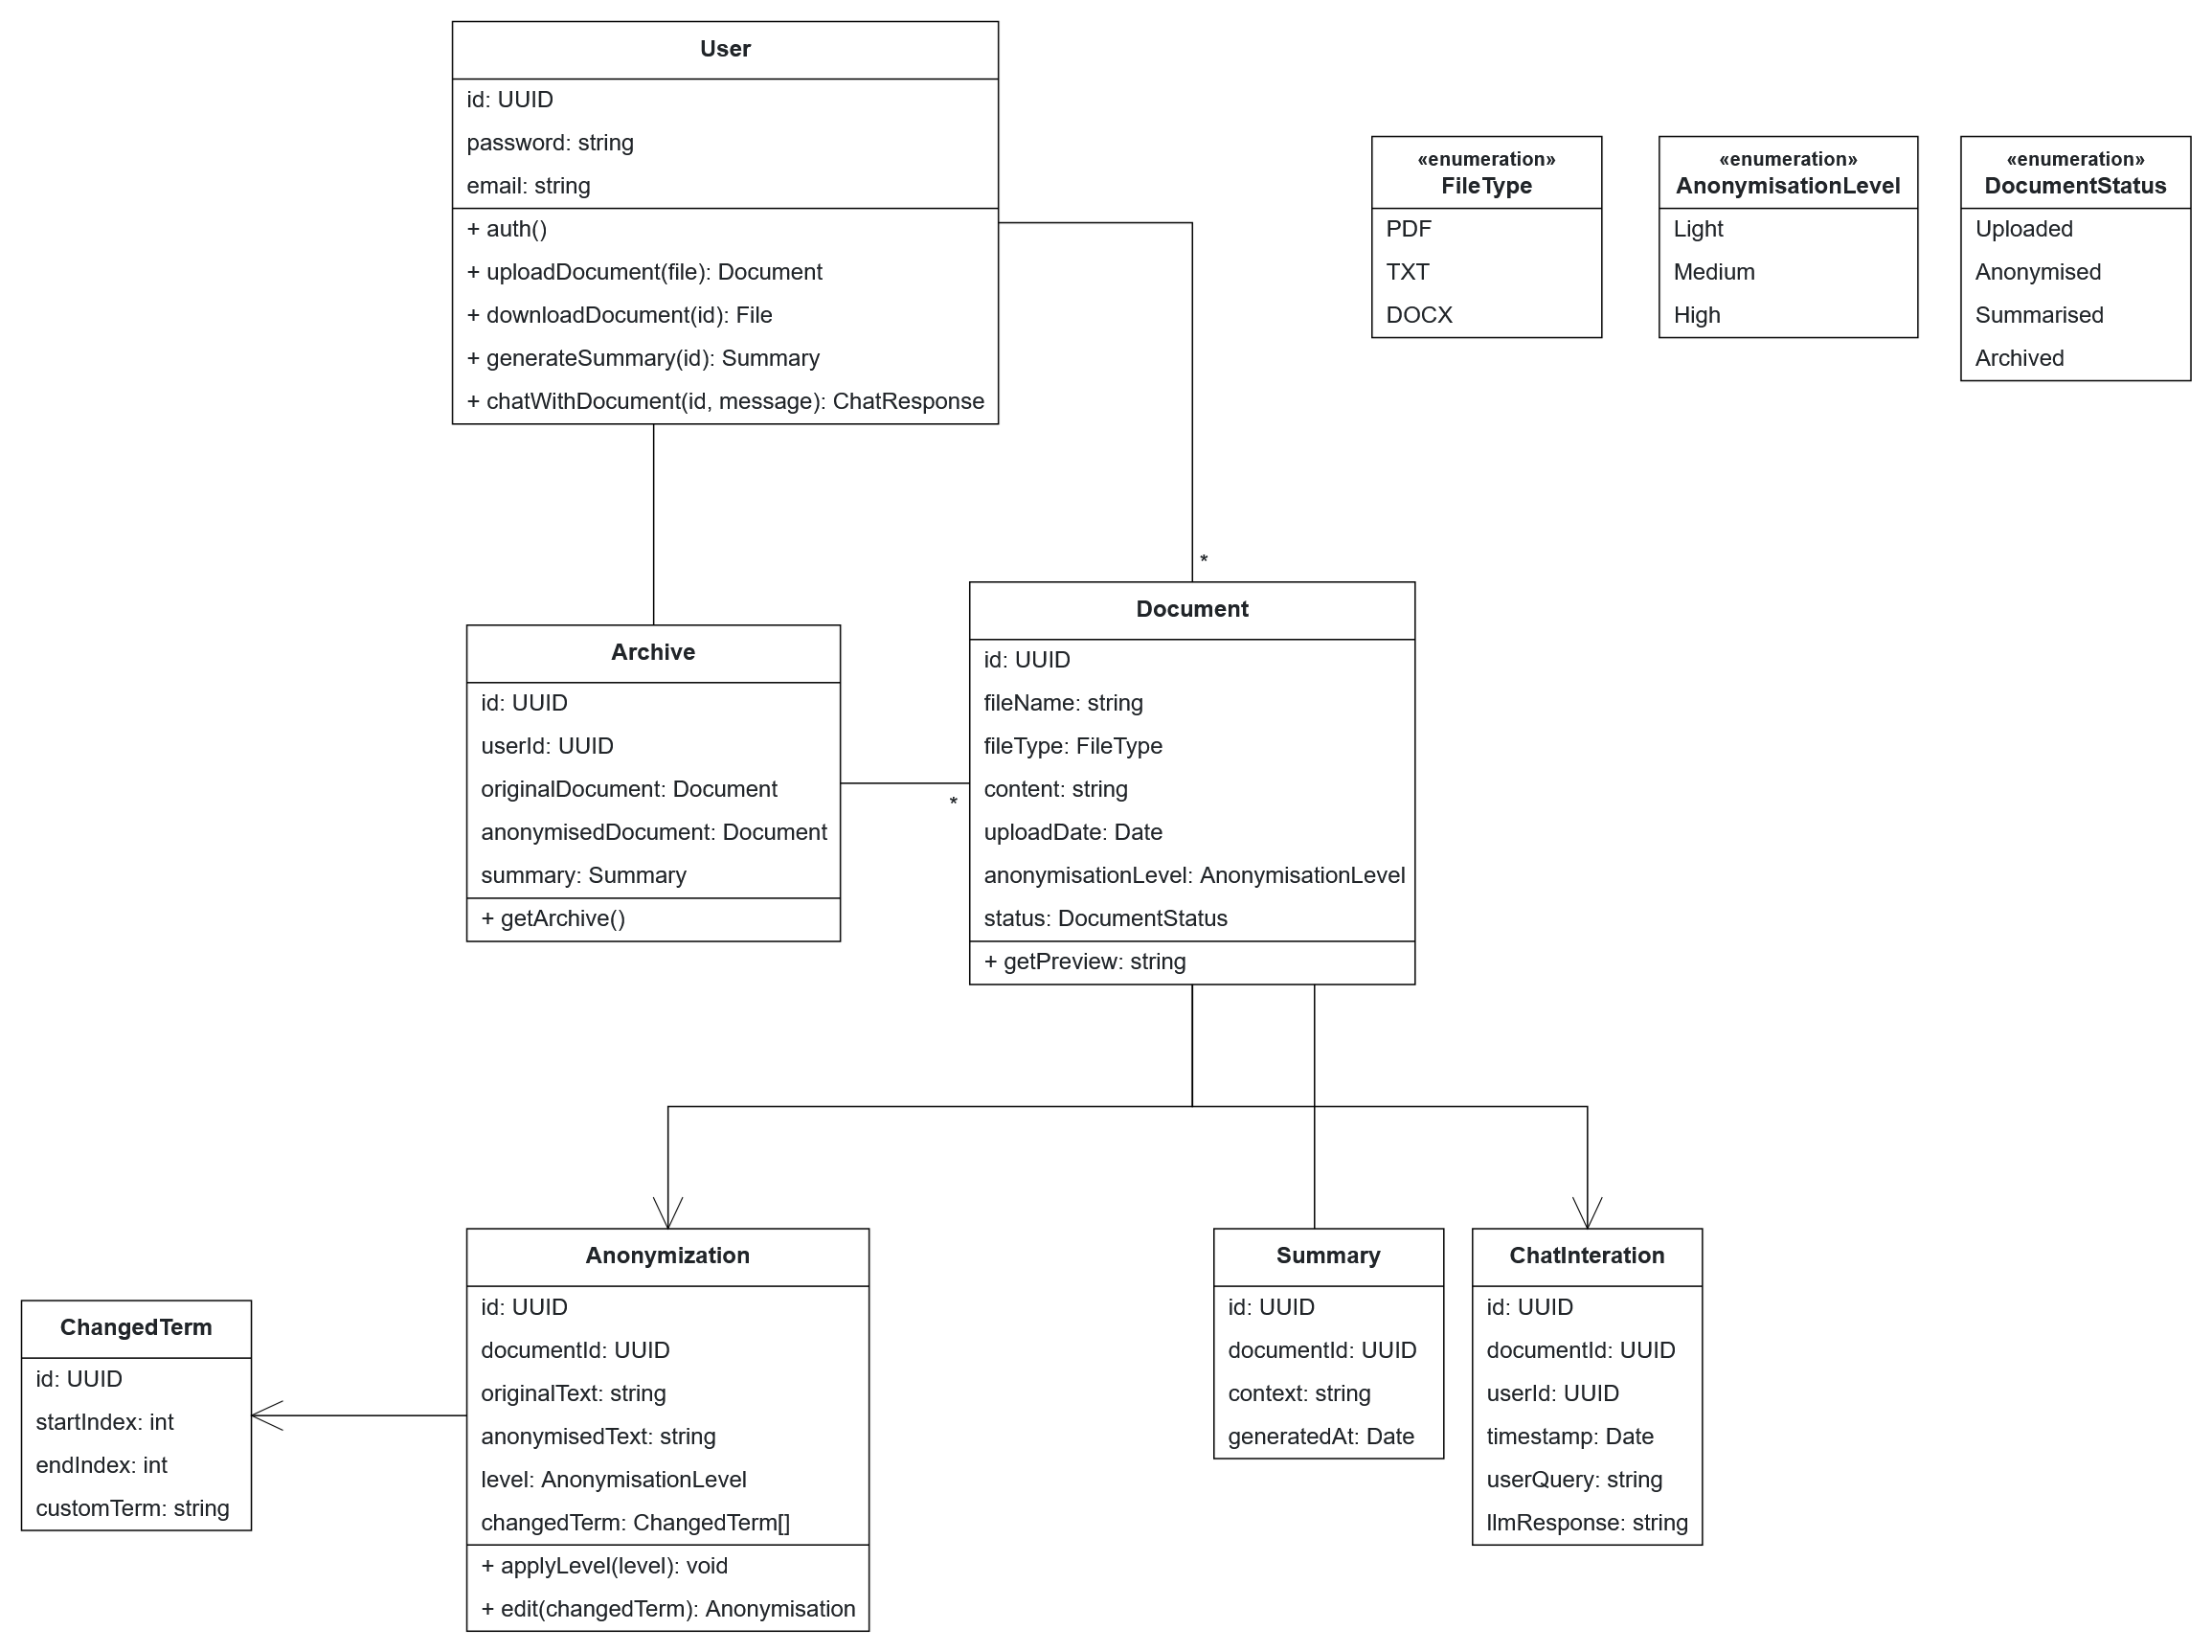 User
id: UUID
password: string
email: string
+ auth()
+ uploadDocument(file): Document
+ downloadDocument(id): File
+ generateSummary(id): Summary
+ chatWithDocument(id, message): ChatResponse
«enumeration»
FileType
PDF
TXT
DOCX
«enumeration»
AnonymisationLevel
Light
Medium
High
«enumeration»
DocumentStatus
Uploaded
Anonymised
Summarised
Archived
*
Archive
id: UUID
userId: UUID
originalDocument: Document
anonymisedDocument: Document
summary: Summary
+ getArchive()
*
Document
id: UUID
fileName: string
fileType: FileType
content: string
uploadDate: Date
anonymisationLevel: AnonymisationLevel
status: DocumentStatus
+ getPreview: string
ChangedTerm
id: UUID
startIndex: int
endIndex: int
customTerm: string
Anonymization
id: UUID
documentId: UUID
originalText: string
anonymisedText: string
level: AnonymisationLevel
changedTerm: ChangedTerm[]
+ applyLevel(level): void
+ edit(changedTerm): Anonymisation
Summary
id: UUID
documentId: UUID
context: string
generatedAt: Date
ChatInteration
id: UUID
documentId: UUID
userId: UUID
timestamp: Date
userQuery: string
llmResponse: string